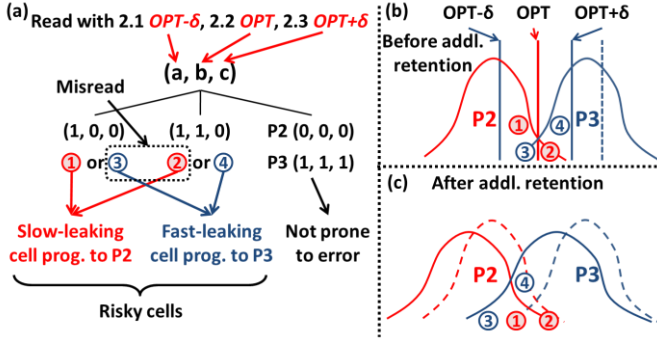 (a)
Read with 2.1 OPT-δ, 2.2 OPT, 2.3 OPT+δ
(a, b, c)
Misread
(1, 0, 0) (1, 1, 0) P2 (0, 0, 0)
1 or 3 2 or 4 P3 (1, 1, 1)
Slow-leaking
cell prog. to P2
Fast-leaking
cell prog. to P3
Not prone
to error
Risky cells
(b) OPT-δ OPT OPT+δ
Before addl.
retention
P2 1 4 P3
3 2
(c) After addl. retention
P2 4 P3
3 1 2